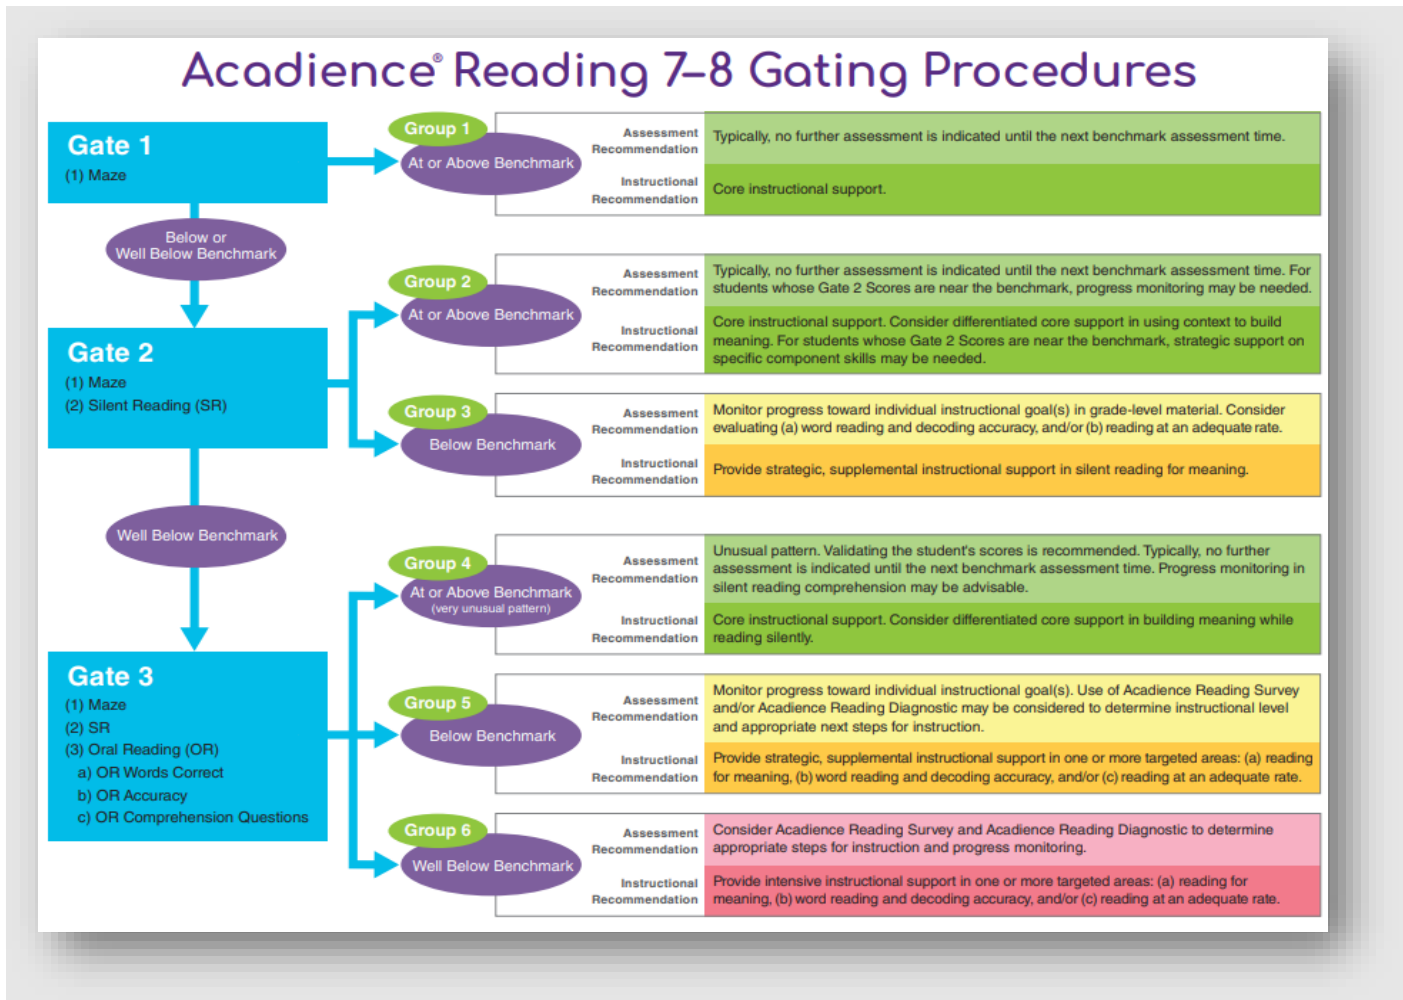 Acadience® Reading 7–8 Gating Procedures
Gate 1
(1) Maze
Group 1
At or Above Benchmark
Assessment
Recommendation
Typically, no further assessment is indicated until the next benchmark assessment time.
Instructional
Recommendation
Core instructional support.
Below or
Well Below Benchmark
Gate 2
(1) Maze
(2) Silent Reading (SR)
Group 2
At or Above Benchmark
Assessment
Recommendation
Typically, no further assessment is indicated until the next benchmark assessment time. For
students whose Gate 2 Scores are near the benchmark, progress monitoring may be needed.
Instructional
Recommendation
Core instructional support. Consider differentiated core support in using context to build
meaning. For students whose Gate 2 Scores are near the benchmark, strategic support on
specific component skills may be needed.
Group 3
Below Benchmark
Assessment
Recommendation
Monitor progress toward individual instructional goal(s) in grade-level material. Consider
evaluating (a) word reading and decoding accuracy, and/or (b) reading at an adequate rate.
Instructional
Recommendation
Provide strategic, supplemental instructional support in silent reading for meaning.
Well Below Benchmark
Gate 3
(1) Maze
(2) SR
(3) Oral Reading (OR)
a) OR Words Correct
b) OR Accuracy
c) OR Comprehension Questions
Group 4
At or Above Benchmark
(very unusual pattern)
Assessment
Recommendation
Unusual pattern. Validating the student's scores is recommended. Typically, no further
assessment is indicated until the next benchmark assessment time. Progress monitoring in
silent reading comprehension may be advisable.
Instructional
Recommendation
Core instructional support. Consider differentiated core support in building meaning while
reading silently.
Group 5
Below Benchmark
Assessment
Recommendation
Monitor progress toward individual instructional goal(s). Use of Acadience Reading Survey
and/or Acadience Reading Diagnostic may be considered to determine instructional level
and appropriate next steps for instruction.
Instructional
Recommendation
Provide strategic, supplemental instructional support in one or more targeted areas: (a) reading
for meaning, (b) word reading and decoding accuracy, and/or (c) reading at an adequate rate.
Group 6
Well Below Benchmark
Assessment
Recommendation
Consider Acadience Reading Survey and Acadience Reading Diagnostic to determine
appropriate steps for instruction and progress monitoring.
Instructional
Recommendation
Provide intensive instructional support in one or more targeted areas: (a) reading for
meaning, (b) word reading and decoding accuracy, and/or (c) reading at an adequate rate.